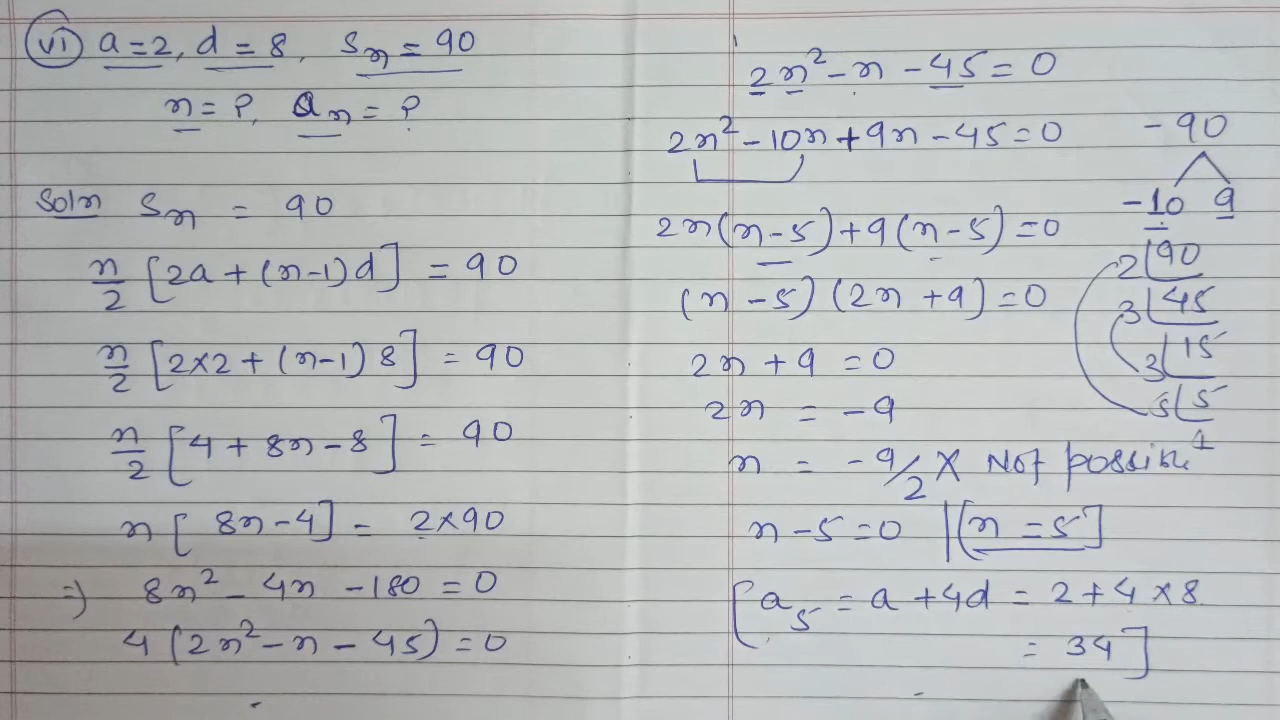 (vi) a=2, d=8, Sn=90
n=?, an=?
Soln Sn = 90
n/2 [2a+(n-1)d] = 90
n/2 [2×2+(n-1)8] = 90
n/2 [4+8n-8] = 90
n[8n-4] = 2×90
=) 8n²-4n-180=0
4(2n²-n-45)=0
2n²-n-45=0
2n²-10n+9n-45=0
2n(n-5)+9(n-5)=0
(n-5)(2n+9)=0
2n+9=0
2n = -9
n = -9/2 × Not possible
n-5=0 | [n=5]
[a5 = a+4d = 2+4×8
= 34]
-90
-10 9
2 90
3 45
3 15
5 5
1